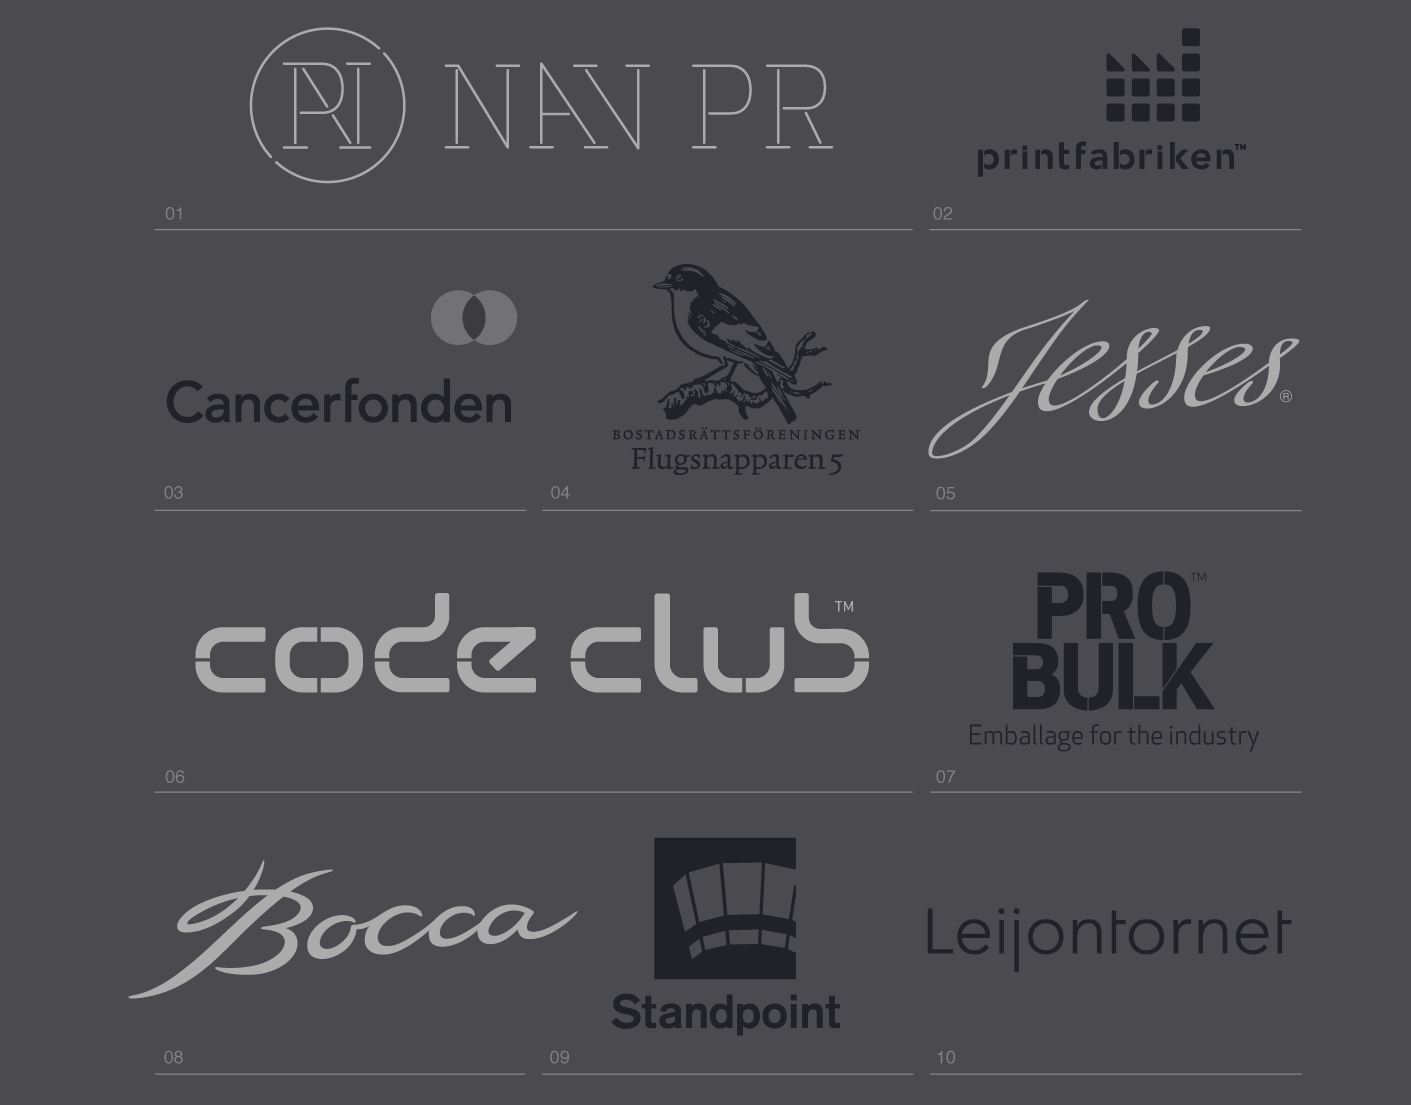 NAV PR
01
printfabriken™
02
Cancerfonden
03
BOSTADSRÄTTSFÖRENINGEN
Flugsnapparen 5
04
Jesses®
05
code club™
06
PRO™
BULK
Emballage for the industry
07
Bocca
08
Standpoint
09
Leijontornet
10